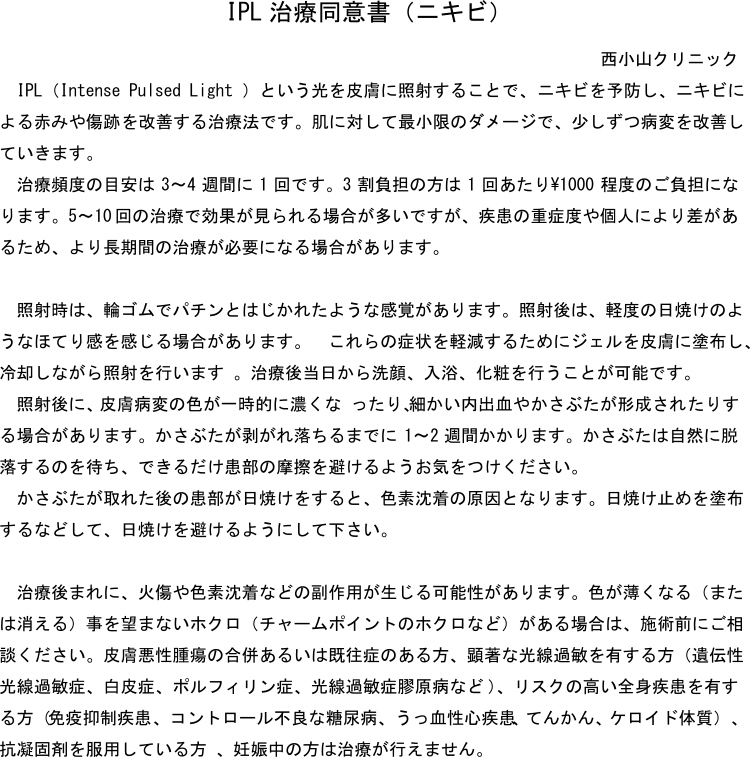 IPL 治療同意書（ニキビ）
西小山クリニック
IPL（Intense Pulsed Light ）という光を皮膚に照射することで、ニキビを予防し、ニキビに
よる赤みや傷跡を改善する治療法です。肌に対して最小限のダメージで、少しずつ病変を改善し
ていきます。
治療頻度の目安は 3～4 週間に 1 回です。3 割負担の方は 1 回あたり¥1000 程度のご負担にな
ります。5～10 回の治療で効果が見られる場合が多いですが、疾患の重症度や個人により差があ
るため、より長期間の治療が必要になる場合があります。
照射時は、輪ゴムでパチンとはじかれたような感覚があります。照射後は、軽度の日焼けのよ
うなほてり感を感じる場合があります。　これらの症状を軽減するためにジェルを皮膚に塗布し、
冷却しながら照射を行います 。治療後当日から洗顔、入浴、化粧を行うことが可能です。
照射後に、皮膚病変の色が一時的に濃くな ったり、細かい内出血やかさぶたが形成されたりす
る場合があります。かさぶたが剥がれ落ちるまでに 1～2 週間かかります。かさぶたは自然に脱
落するのを待ち、できるだけ患部の摩擦を避けるようお気をつけください。
かさぶたが取れた後の患部が日焼けをすると、色素沈着の原因となります。日焼け止めを塗布
するなどして、日焼けを避けるようにして下さい。
治療後まれに、火傷や色素沈着などの副作用が生じる可能性があります。色が薄くなる（また
は消える）事を望まないホクロ（チャームポイントのホクロなど）がある場合は、施術前にご相
談ください。皮膚悪性腫瘍の合併あるいは既往症のある方、顕著な光線過敏を有する方（遺伝性
光線過敏症、白皮症、ポルフィリン症、光線過敏症膠原病など）、リスクの高い全身疾患を有す
る方（免疫抑制疾患、コントロール不良な糖尿病、うっ血性心疾患、てんかん、ケロイド体質）、
抗凝固剤を服用している方 、妊娠中の方は治療が行えません。